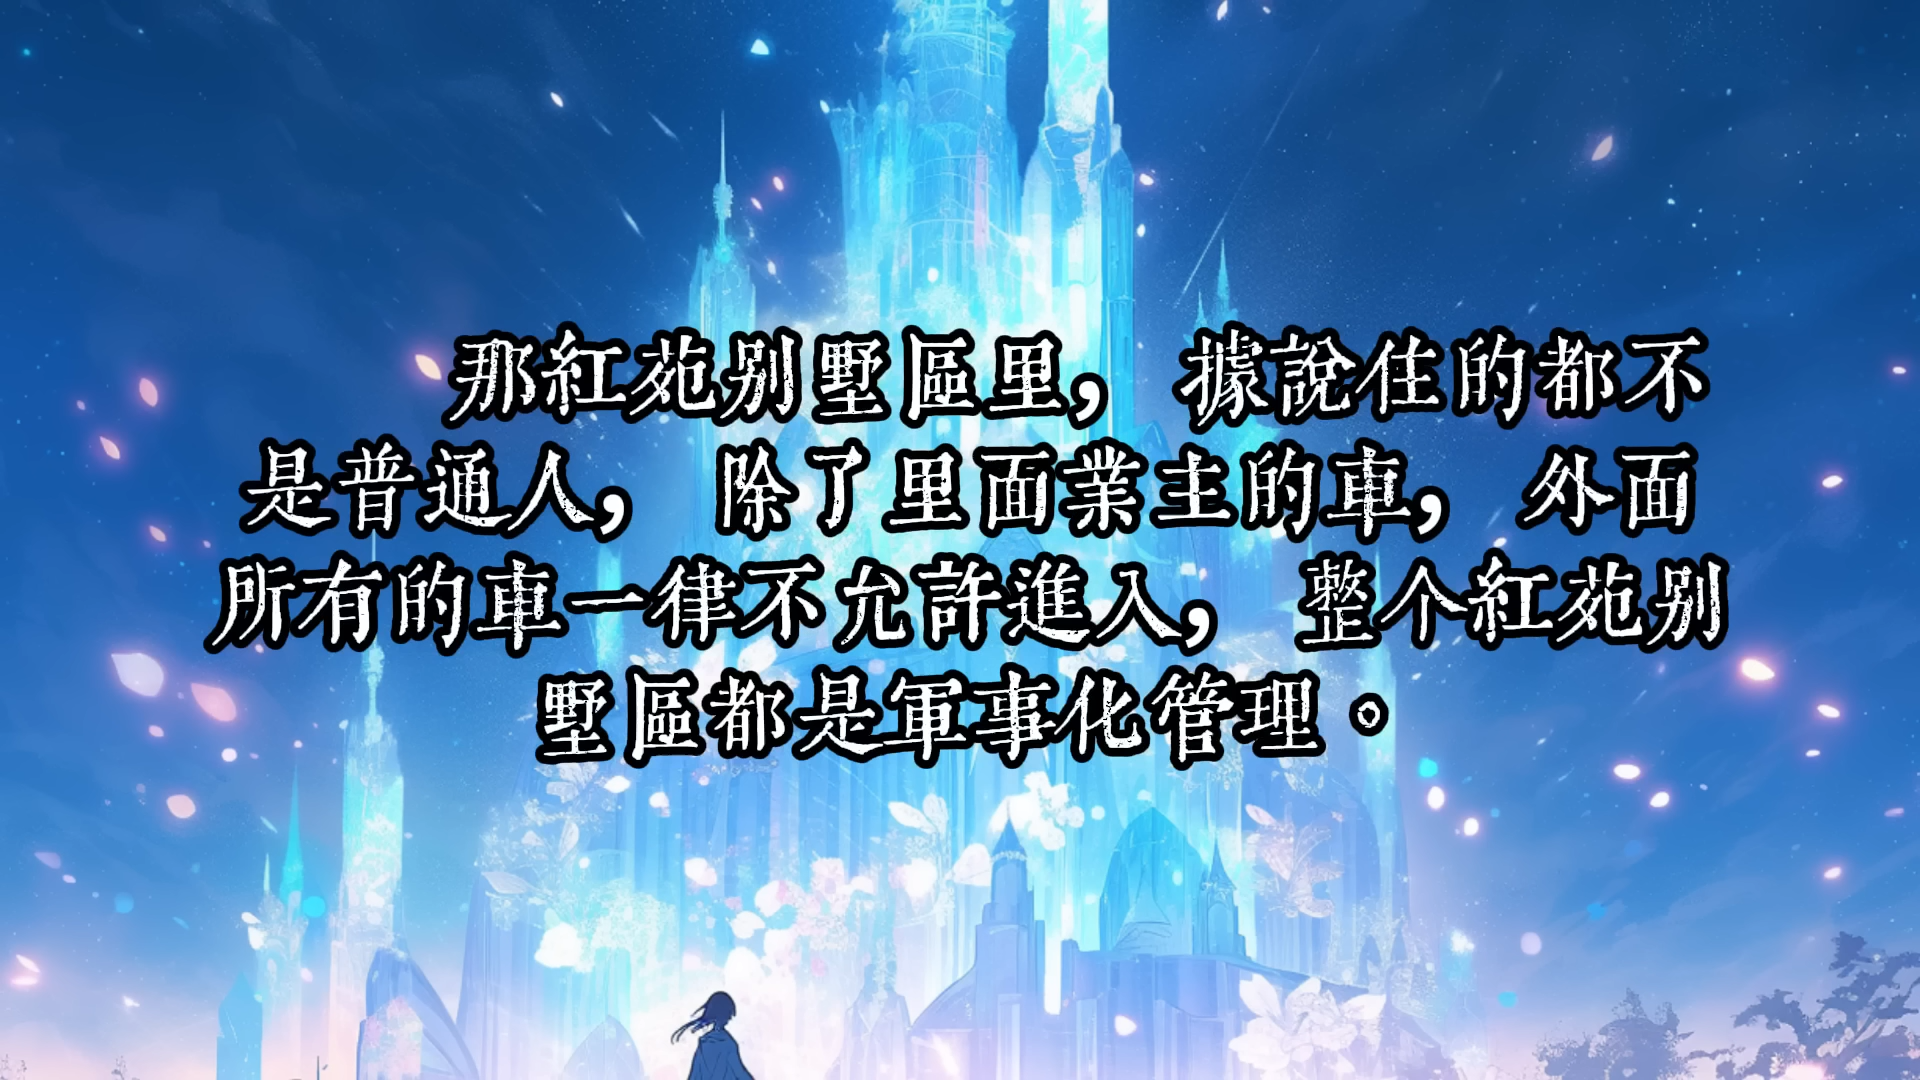 那紅苑别墅區里，據說住的都不
是普通人，除了里面業主的車，外面
所有的車一律不允許進入，整个紅苑别
墅區都是軍事化管理。